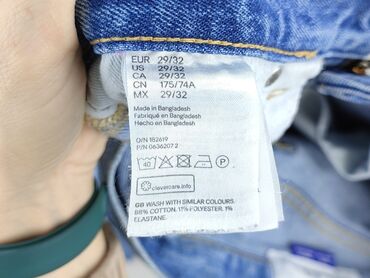 EUR 29/32
US 29/32
CA 29/32
CN 175/74A
MX 29/32
Made in Bangladesh
Fabriqué en Bangladesh
Hecho en Bangladesh
O/N 182619
P/N 0636207 2
40
P
clevercare.info
GB WASH WITH SIMILAR COLOURS.
88% COTTON. 11% POLYESTER. 1%
ELASTANE.